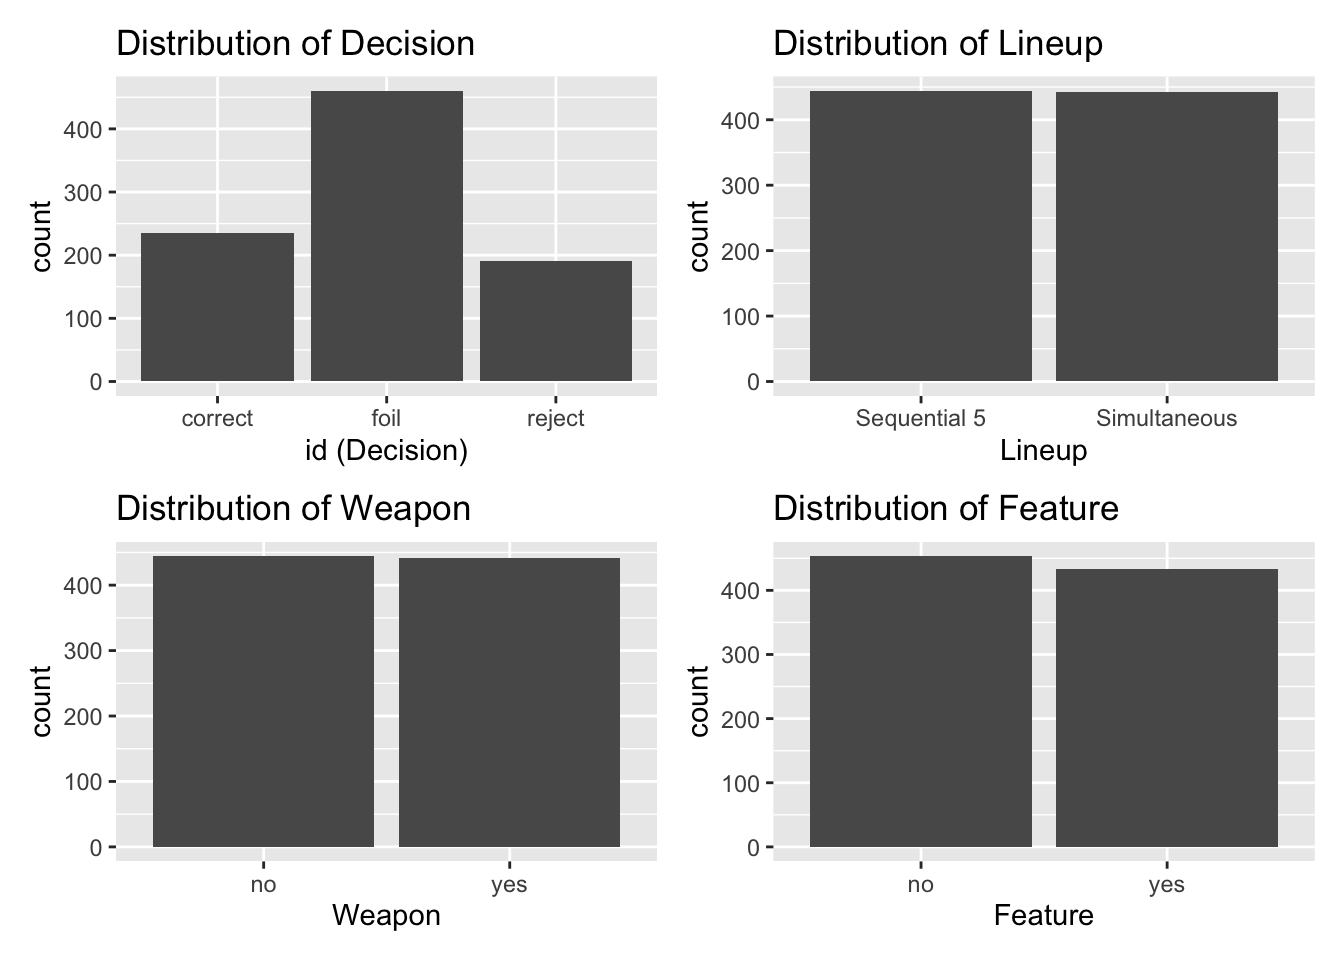 Distribution of Decision
count
400
300
200
100
0
correct foil reject
id (Decision)
Distribution of Lineup
count
400
300
200
100
0
Sequential 5 Simultaneous
Lineup
Distribution of Weapon
count
400
300
200
100
0
no yes
Weapon
Distribution of Feature
count
400
300
200
100
0
no yes
Feature